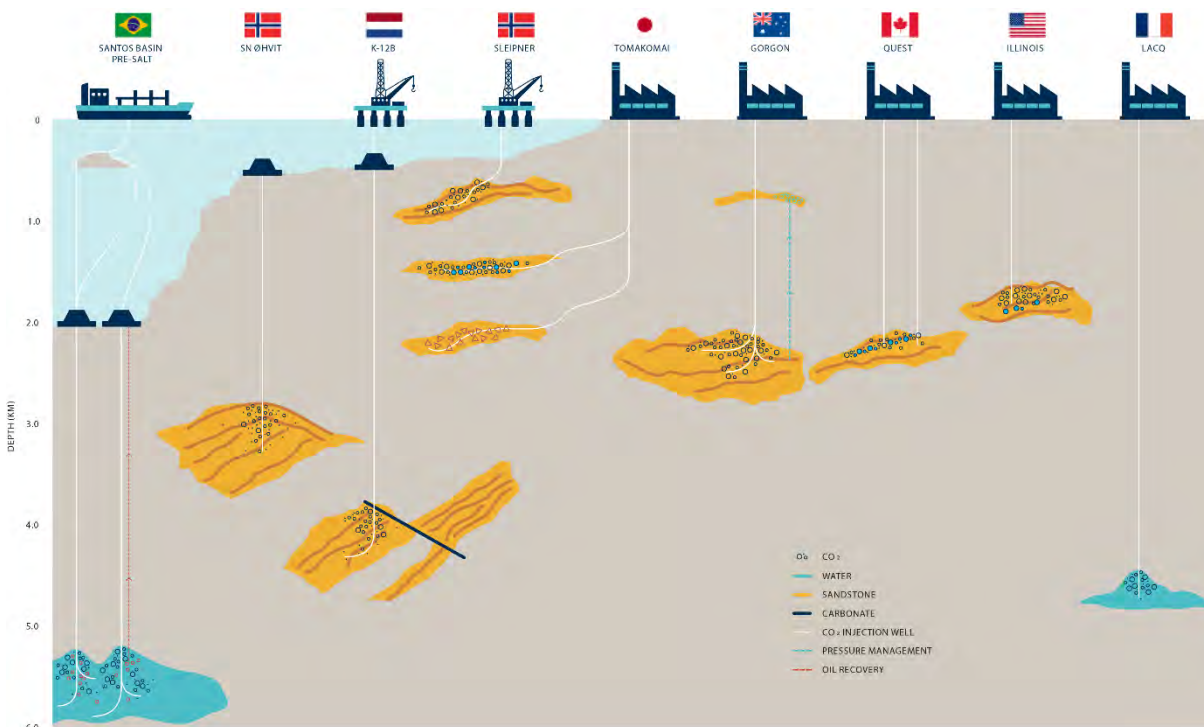 SANTOS BASIN
PRE-SALT
SN ØHVIT
K-12B
SLEIPNER
TOMAKOMAI
GORGON
QUEST
ILLINOIS
LACQ
0
1.0
2.0
3.0
4.0
5.0
6.0
DEPTH (KM)
CO₂
WATER
SANDSTONE
CARBONATE
CO₂ INJECTION WELL
PRESSURE MANAGEMENT
OIL RECOVERY